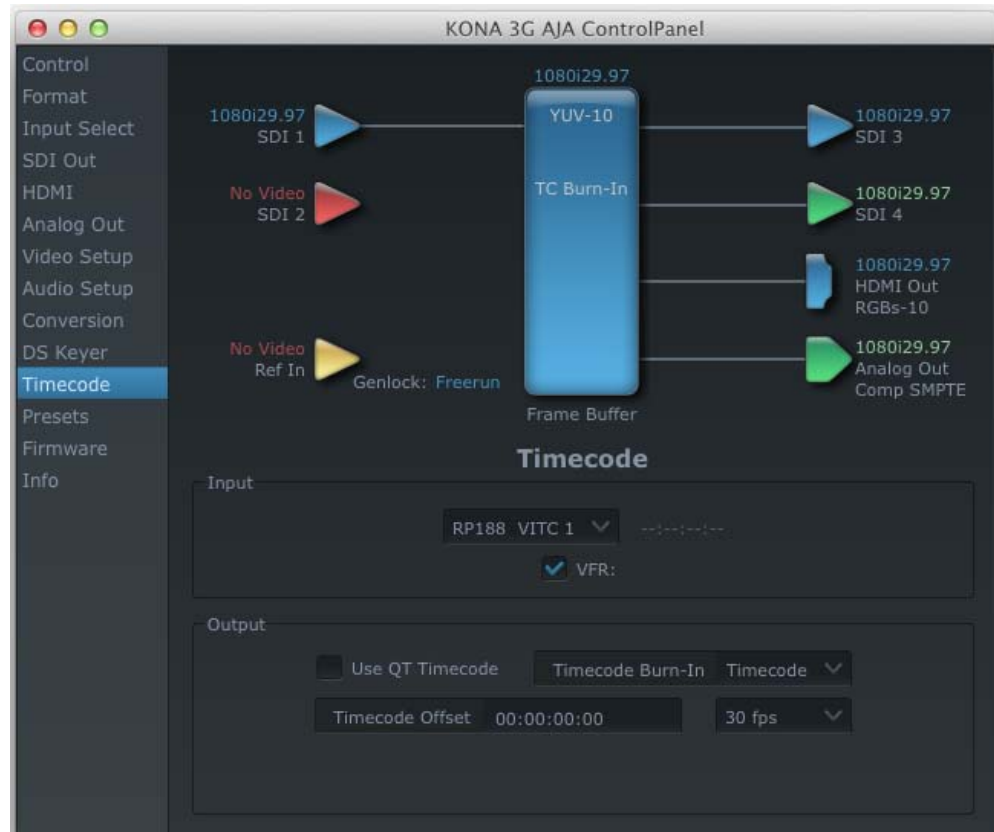 KONA 3G AJA ControlPanel
Control
Format
Input Select
SDI Out
HDMI
Analog Out
Video Setup
Audio Setup
Conversion
DS Keyer
Timecode
Presets
Firmware
Info
1080i29.97
YUV-10
TC Burn-In
Frame Buffer
1080i29.97
SDI 1
No Video
SDI 2
No Video
Ref In
Genlock: Freerun
1080i29.97
SDI 3
1080i29.97
SDI 4
1080i29.97
HDMI Out
RGBs-10
1080i29.97
Analog Out
Comp SMPTE
Timecode
Input
RP188 VITC 1 --:--:--:--
VFR:
Output
Use QT Timecode Timecode Burn-In Timecode
Timecode Offset 00:00:00:00 30 fps